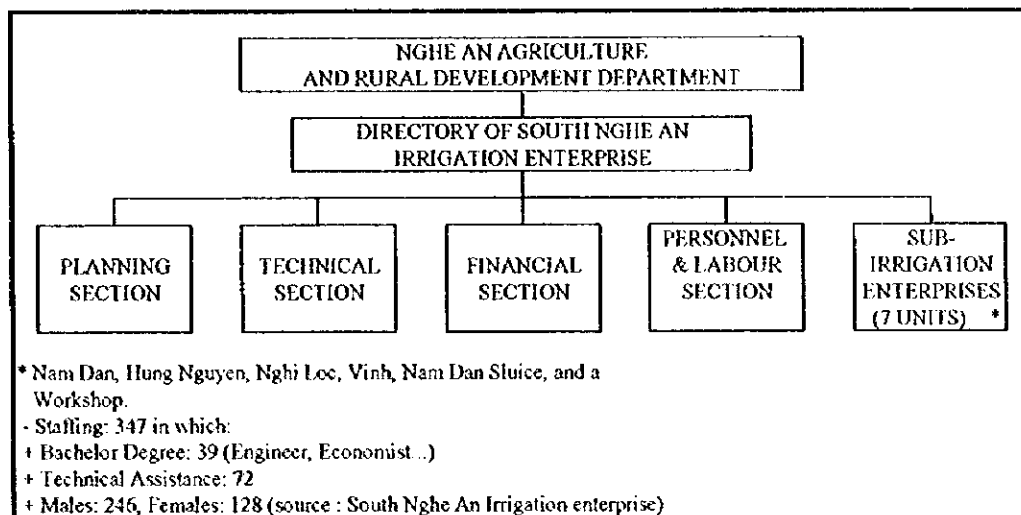 NGHE AN AGRICULTURE
AND RURAL DEVELOPMENT DEPARTMENT
DIRECTORY OF SOUTH NGHE AN
IRRIGATION ENTERPRISE
PLANNING
SECTION
TECHNICAL
SECTION
FINANCIAL
SECTION
PERSONNEL
& LABOUR
SECTION
SUB-
IRRIGATION
ENTERPRISES
(7 UNITS) *
* Nam Dan, Hung Nguyen, Nghi Loc, Vinh, Nam Dan Sluice, and a
Workshop.
- Staffing: 347 in which:
+ Bachelor Degree: 39 (Engineer, Economist...)
+ Technical Assistance: 72
+ Males: 246, Females: 128 (source : South Nghe An Irrigation enterprise)